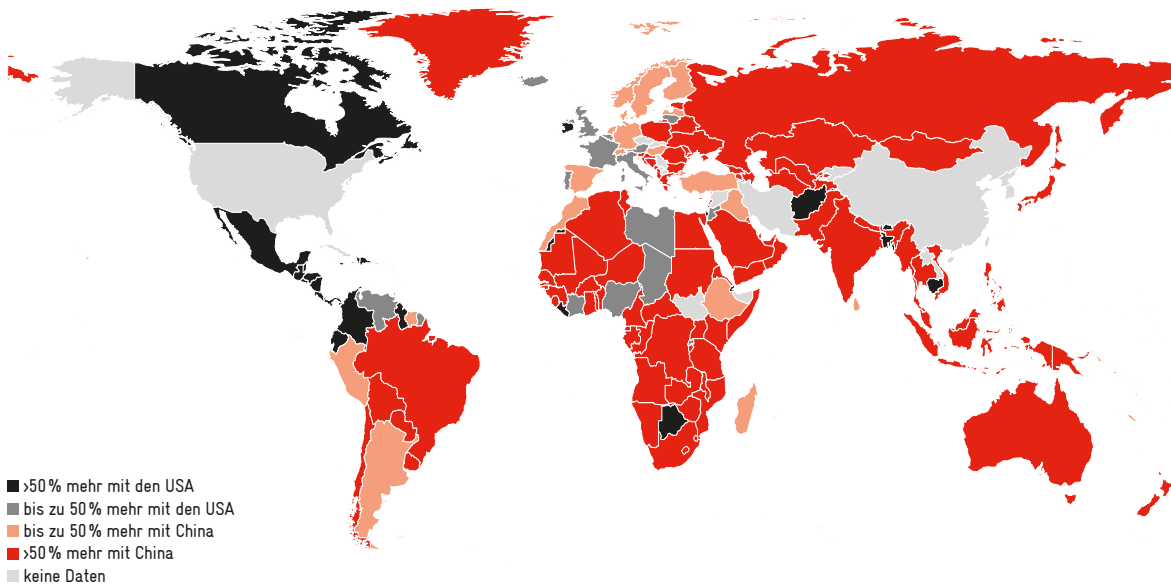 >50 % mehr mit den USA
bis zu 50 % mehr mit den USA
bis zu 50 % mehr mit China
>50 % mehr mit China
keine Daten